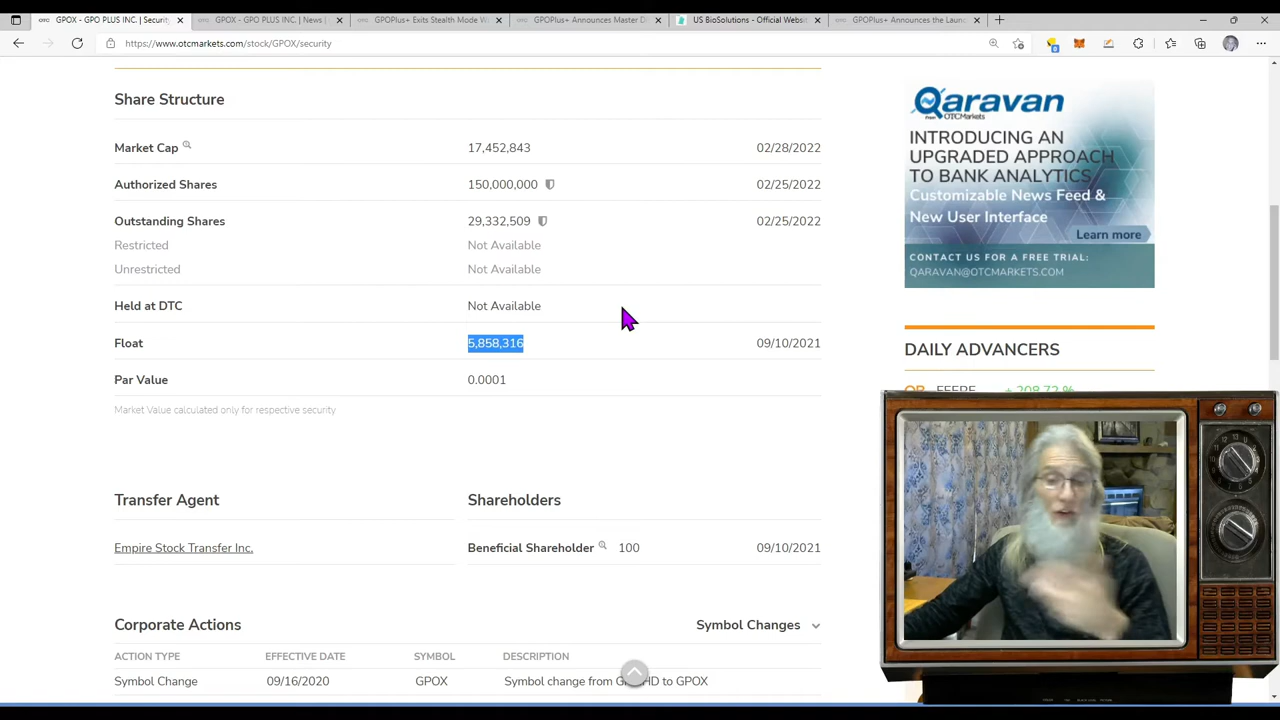 GPOX - GPO PLUS INC. | Security
GPOX - GPO PLUS INC. | News |
GPOPlus+ Exits Stealth Mode W
GPOPlus+ Announces Master D
US BioSolutions - Official Websit
GPOPlus+ Announces the Launc
https://www.otcmarkets.com/stock/GPOX/security
Share Structure
Market Cap 17,452,843 02/28/2022
Authorized Shares 150,000,000 02/25/2022
Outstanding Shares 29,332,509 02/25/2022
Restricted Not Available
Unrestricted Not Available
Held at DTC Not Available
Float 5,858,316 09/10/2021
Par Value 0.0001
Market Value calculated only for respective security
Transfer Agent
Empire Stock Transfer Inc.
Shareholders
Beneficial Shareholder 100 09/10/2021
Corporate Actions Symbol Changes
ACTION TYPE EFFECTIVE DATE SYMBOL DESCRIPTION
Symbol Change 09/16/2020 GPOX Symbol change from GP HD to GPOX
Qaravan
From OTCMarkets
INTRODUCING AN
UPGRADED APPROACH
TO BANK ANALYTICS
Customizable News Feed &
New User Interface
Learn more
CONTACT US FOR A FREE TRIAL:
QARAVAN@OTCMARKETS.COM
DAILY ADVANCERS
QB FEERF + 208.72 %